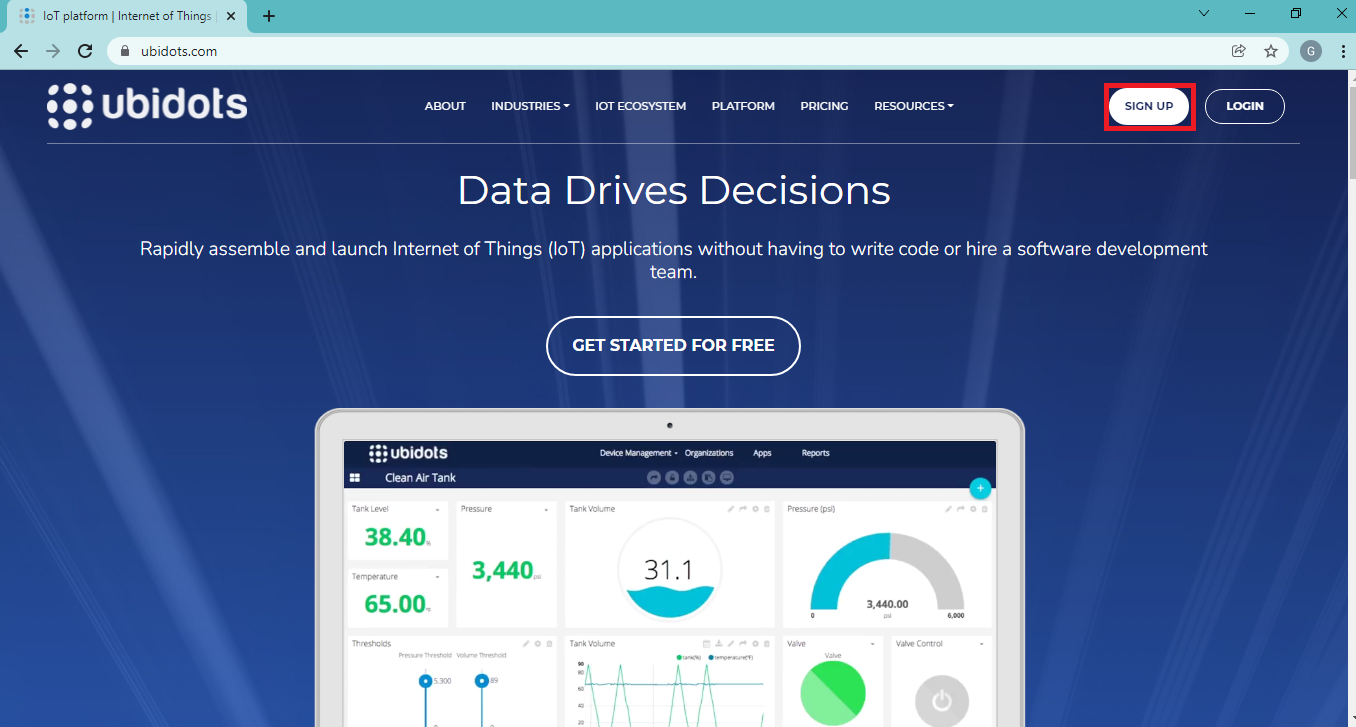 IoT platform | Internet of Things |
ubidots.com
G
ubidots
ABOUT INDUSTRIES IOT ECOSYSTEM PLATFORM PRICING RESOURCES SIGN UP LOGIN
Data Drives Decisions
Rapidly assemble and launch Internet of Things (IoT) applications without having to write code or hire a software development
team.
GET STARTED FOR FREE
ubidots Device Management Organizations Apps Reports
Clean Air Tank
Tank Level Pressure Tank Volume Pressure (psi)
38.40%
3,440 psi
31.1
Temperature
65.00
3,440.00
0 psi 6,000
Thresholds Tank Volume Valve Valve Control
Pressure Threshold Volume Threshold Valve
tank(%) temperature(°F)
5.300 89
90
80
60
40
20